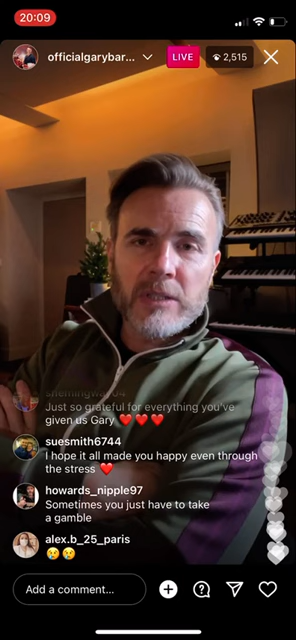 20:09
officialgarybar...
LIVE
2,515
Just so grateful for everything you've
given us Gary ❤️❤️❤️
suesmith6744
I hope it all made you happy even through
the stress ❤️
howards_nipple97
Sometimes you just have to take
a gamble
alex.b_25_paris
😢😢
Add a comment...